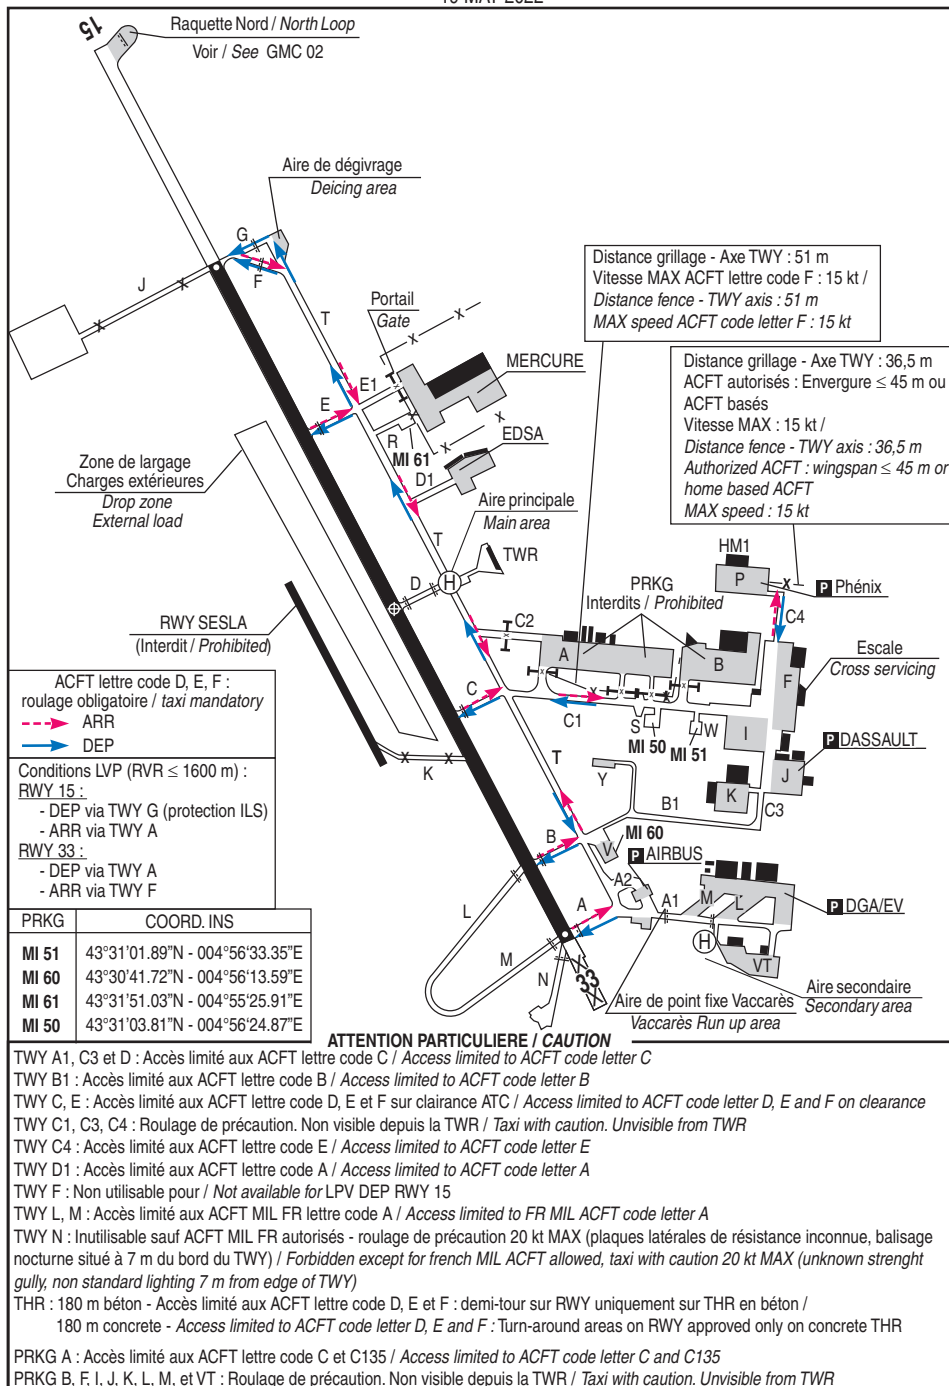 15
Raquette Nord / North Loop
Voir / See GMC 02
Aire de dégivrage
Deicing area
G
F
J
T
Portail
Gate
E1
E
MERCURE
R
MI 61
EDSA
D1
Distance grillage - Axe TWY : 51 m
Vitesse MAX ACFT lettre code F : 15 kt /
Distance fence - TWY axis : 51 m
MAX speed ACFT code letter F : 15 kt
Distance grillage - Axe TWY : 36,5 m
ACFT autorisés : Envergure ≤ 45 m ou
ACFT basés
Vitesse MAX : 15 kt /
Distance fence - TWY axis : 36,5 m
Authorized ACFT : wingspan ≤ 45 m or
home based ACFT
MAX speed : 15 kt
Zone de largage
Charges extérieures
Drop zone
External load
Aire principale
Main area
T
TWR
D
H
HM1
P
P Phénix
PRKG
Interdits / Prohibited
C4
C2
A
B
F
Escale
Cross servicing
RWY SESLA
(Interdit / Prohibited)
C
C1
S
MI 50
W
MI 51
I
P DASSAULT
J
K
T
Y
K
C3
B1
ACFT lettre code D, E, F :
roulage obligatoire / taxi mandatory
ARR
DEP
Conditions LVP (RVR ≤ 1600 m) :
RWY 15 :
- DEP via TWY G (protection ILS)
- ARR via TWY A
RWY 33 :
- DEP via TWY A
- ARR via TWY F
B
V
MI 60
P AIRBUS
A2
A1
M
L
P DGA/EV
L
A
M
N
33
H
VT
Aire de point fixe Vaccarès
Vaccarès Run up area
Aire secondaire
Secondary area
PRKG COORD. INS
MI 51 43°31’01.89”N - 004°56’33.35”E
MI 60 43°30’41.72”N - 004°56‘13.59”E
MI 61 43°31’51.03”N - 004°55‘25.91”E
MI 50 43°31’03.81”N - 004°56‘24.87”E
ATTENTION PARTICULIERE / CAUTION
TWY A1, C3 et D : Accès limité aux ACFT lettre code C / Access limited to ACFT code letter C
TWY B1 : Accès limité aux ACFT lettre code B / Access limited to ACFT code letter B
TWY C, E : Accès limité aux ACFT lettre code D, E et F sur clairance ATC / Access limited to ACFT code letter D, E and F on clearance
TWY C1, C3, C4 : Roulage de précaution. Non visible depuis la TWR / Taxi with caution. Unvisible from TWR
TWY C4 : Accès limité aux ACFT lettre code E / Access limited to ACFT code letter E
TWY D1 : Accès limité aux ACFT lettre code A / Access limited to ACFT code letter A
TWY F : Non utilisable pour / Not available for LPV DEP RWY 15
TWY L, M : Accès limité aux ACFT MIL FR lettre code A / Access limited to FR MIL ACFT code letter A
TWY N : Inutilisable sauf ACFT MIL FR autorisés - roulage de précaution 20 kt MAX (plaques latérales de résistance inconnue, balisage
nocturne situé à 7 m du bord du TWY) / Forbidden except for french MIL ACFT allowed, taxi with caution 20 kt MAX (unknown strenght
gully, non standard lighting 7 m from edge of TWY)
THR : 180 m béton - Accès limité aux ACFT lettre code D, E et F : demi-tour sur RWY uniquement sur THR en béton /
180 m concrete - Access limited to ACFT code letter D, E and F : Turn-around areas on RWY approved only on concrete THR
PRKG A : Accès limité aux ACFT lettre code C et C135 / Access limited to ACFT code letter C and C135
PRKG B, F, I, J, K, L, M, et VT : Roulage de précaution. Non visible depuis la TWR / Taxi with caution. Unvisible from TWR